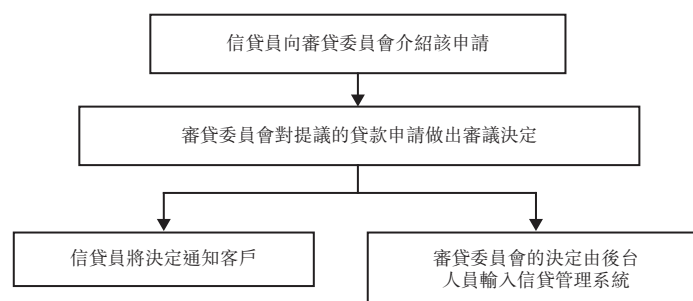 信貸員向審貸委員會介紹該申請
審貸委員會對提議的貸款申請做出審議決定
信貸員將決定通知客戶
審貸委員會的決定由後台
人員輸入信貸管理系統